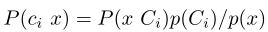 P(c_i x) = P(x C_i)p(C_i)/p(x)